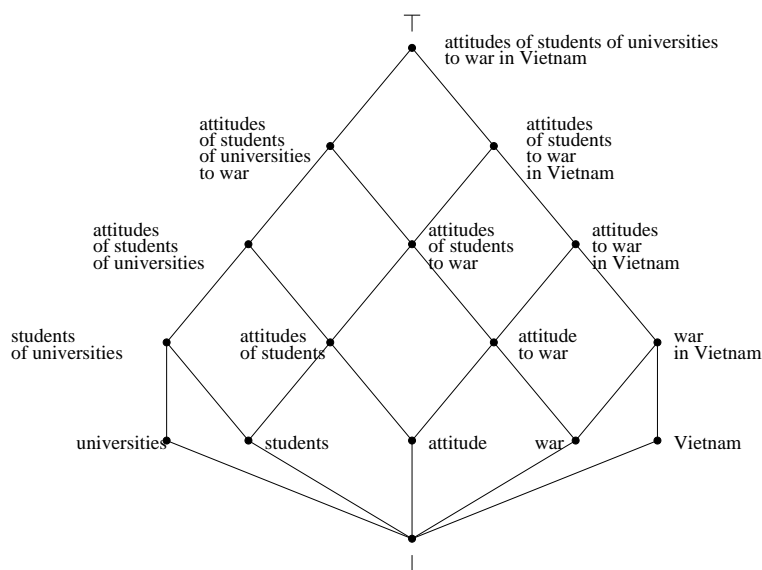 ⊤
attitudes of students of universities
to war in Vietnam
attitudes
of students
of universities
to war
attitudes
of students
to war
in Vietnam
attitudes
of students
of universities
attitudes
of students
to war
attitudes
to war
in Vietnam
students
of universities
attitudes
of students
attitude
to war
war
in Vietnam
universities
students
attitude
war
Vietnam